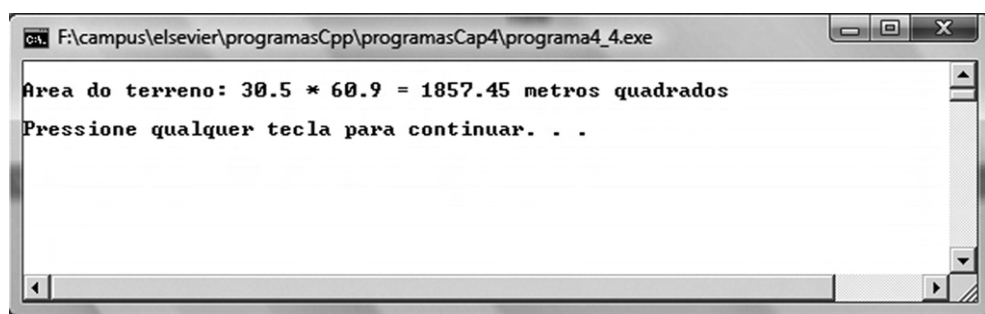 F:\campus\elsevier\programasCpp\programasCap4\programa4_4.exe
Area do terreno: 30.5 * 60.9 = 1857.45 metros quadrados
Pressione qualquer tecla para continuar. . .